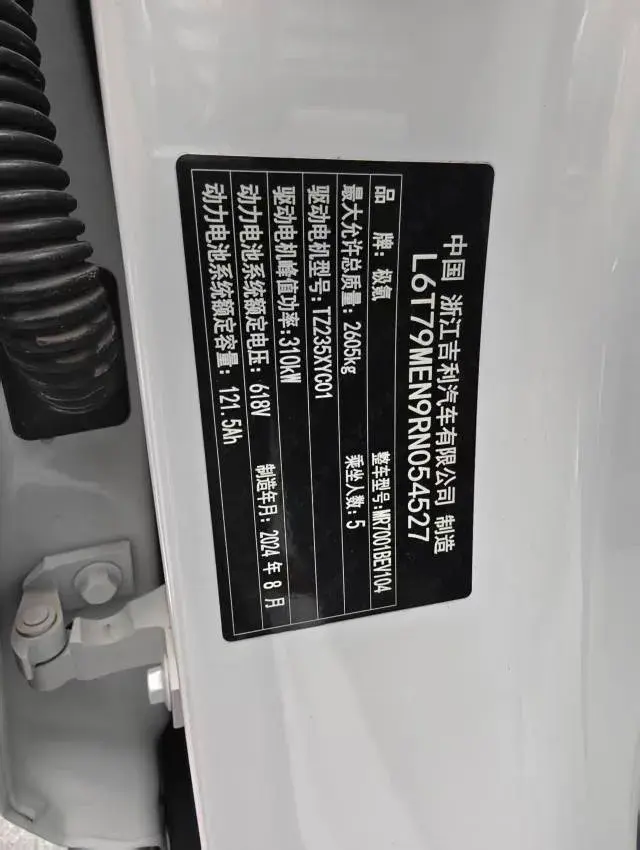 中国 浙江吉利汽车有限公司 制造
L6T79MEN9RN054527
品 牌: 极氪 整车型号: MR7001BEV104
最大允许总质量: 2605kg 乘坐人数: 5
驱动电机型号: TZ235XYC01
驱动电机峰值功率: 310kW
动力电池系统额定电压: 618V 制造年月: 2024 年 8 月
动力电池系统额定容量: 121.5Ah